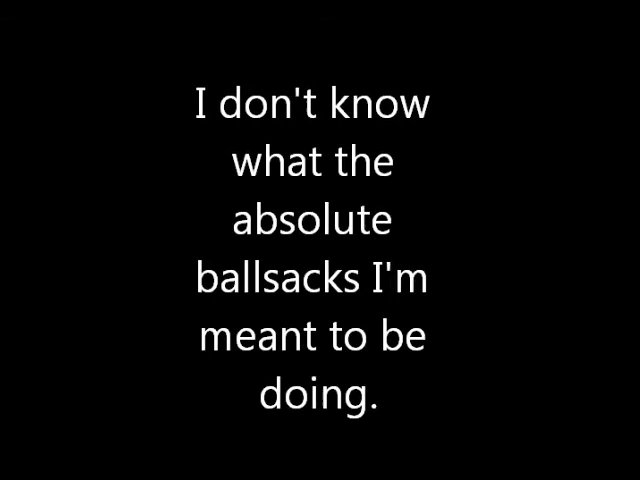 I don't know
what the
absolute
ballsacks I'm
meant to be
doing.